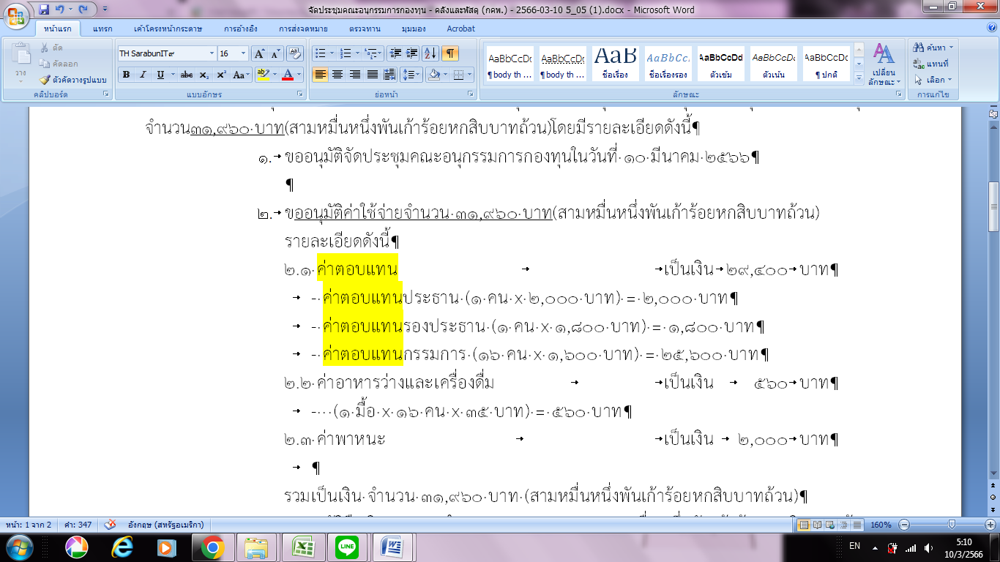 จัดประชุมคณะอนุกรรมการกองทุน - คลังและพัสดุ (กคพ.) - 2566-03-10 5_05 (1).docx - Microsoft Word
หน้าแรก แทรก เค้าโครงหน้ากระดาษ การอ้างอิง การส่งจดหมาย ตรวจทาน มุมมอง Acrobat
วาง ตัด คัดลอก ตัวคัดวางรูปแบบ
TH SarabunIT๙ 16
AaBbCcDc AaBbCcDc AaB AaBbCc. AaBbCcDd AaBbCcDc AaBbCcDc
¶ body th ... ¶ body th ... ชื่อเรื่อง ชื่อเรื่องรอง ตัวเข้ม ตัวเน้น ¶ ปกติ
เปลี่ยนลักษณะ ค้นหา แทนที่ เลือก
คลิปบอร์ด แบบอักษร ย่อหน้า ลักษณะ การแก้ไข
จำนวน๓๑,๙๖๐ บาท(สามหมื่นหนึ่งพันเก้าร้อยหกสิบบาทถ้วน)โดยมีรายละเอียดดังนี้¶
๑. ขออนุมัติจัดประชุมคณะอนุกรรมการกองทุนในวันที่ ๑๐ มีนาคม ๒๕๖๖¶
¶
๒. ขออนุมัติค่าใช้จ่ายจำนวน ๓๑,๙๖๐ บาท(สามหมื่นหนึ่งพันเก้าร้อยหกสิบบาทถ้วน)
รายละเอียดดังนี้¶
๒.๑ ค่าตอบแทน เป็นเงิน ๒๙,๔๐๐ บาท¶
- ค่าตอบแทนประธาน (๑ คน x ๒,๐๐๐ บาท) = ๒,๐๐๐ บาท¶
- ค่าตอบแทนรองประธาน (๑ คน x ๑,๘๐๐ บาท) = ๑,๘๐๐ บาท¶
- ค่าตอบแทนกรรมการ (๑๖ คน x ๑,๖๐๐ บาท) = ๒๕,๖๐๐ บาท¶
๒.๒ ค่าอาหารว่างและเครื่องดื่ม เป็นเงิน ๕๖๐ บาท¶
- (๑ มื้อ x ๑๖ คน x ๓๕ บาท) = ๕๖๐ บาท¶
๒.๓ ค่าพาหนะ เป็นเงิน ๒,๐๐๐ บาท¶
¶
รวมเป็นเงิน จำนวน ๓๑,๙๖๐ บาท (สามหมื่นหนึ่งพันเก้าร้อยหกสิบบาทถ้วน)¶
หน้า: 1 จาก 2 คำ: 347 อังกฤษ (สหรัฐอเมริกา) 160%
EN 5:10
10/3/2566